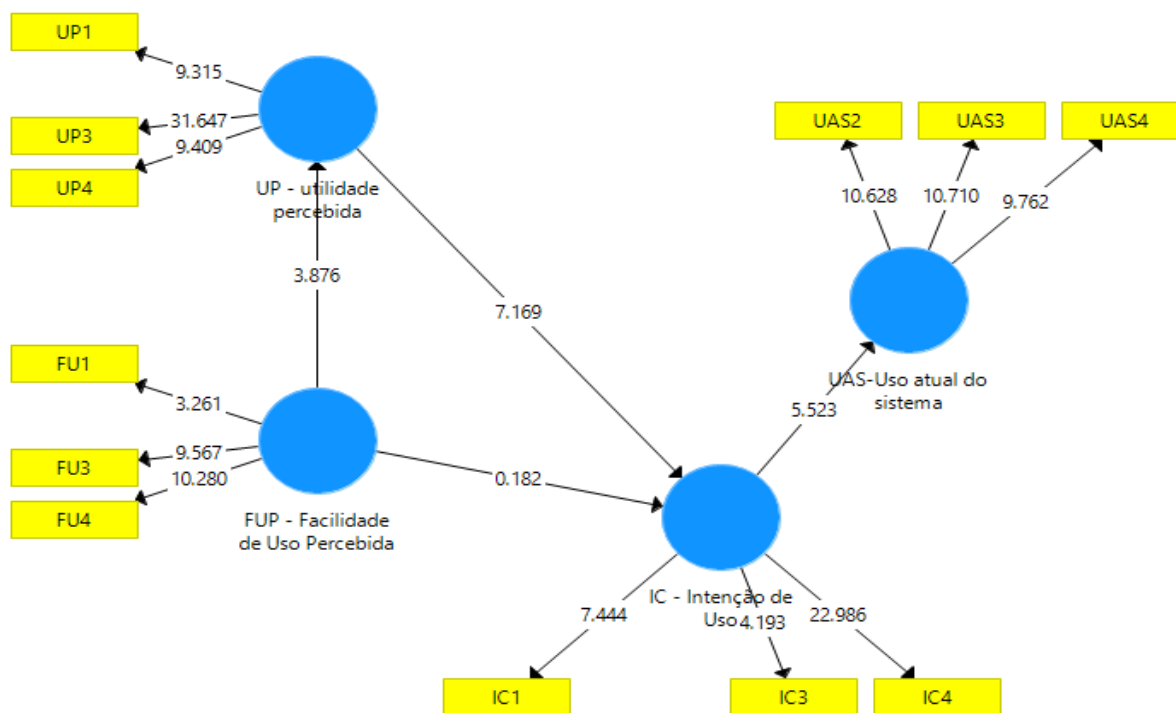 UP1
9.315
UP3
31.647
UP4
9.409
UP - utilidade
percebida
3.876
7.169
FU1
3.261
FU3
9.567
FU4
10.280
FUP - Facilidade
de Uso Percebida
0.182
UAS2
UAS3
UAS4
10.628
10.710
9.762
UAS-Uso atual do
sistema
5.523
IC - Intenção de
Uso
7.444
4.193
22.986
IC1
IC3
IC4